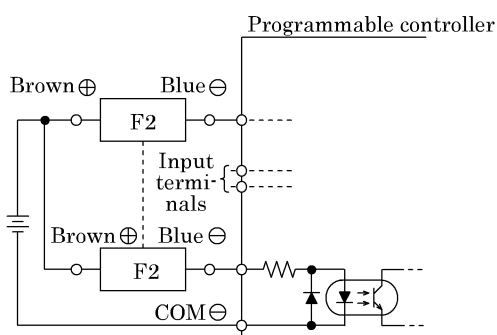 Programmable controller
Brown ⊕
Blue ⊖
F2
Input
termi-
nals
Brown ⊕
Blue ⊖
F2
COM ⊖